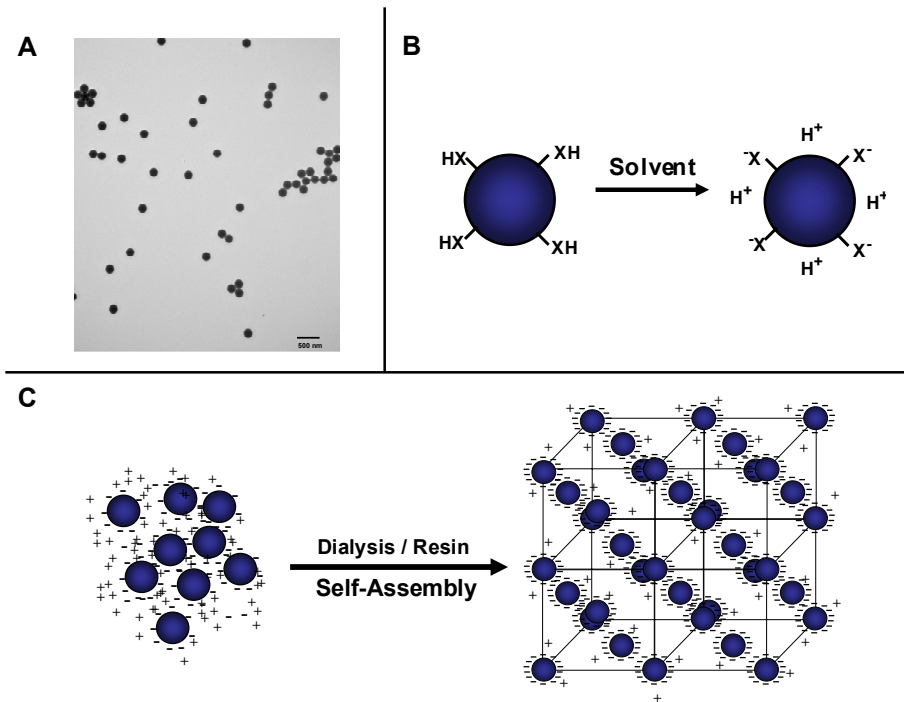 A
500 nm
B
HX XH
HX XH
Solvent
H⁺
⁻X X⁻
H⁺ H⁺
⁻X X⁻
H⁺
C
Dialysis / Resin
Self-Assembly